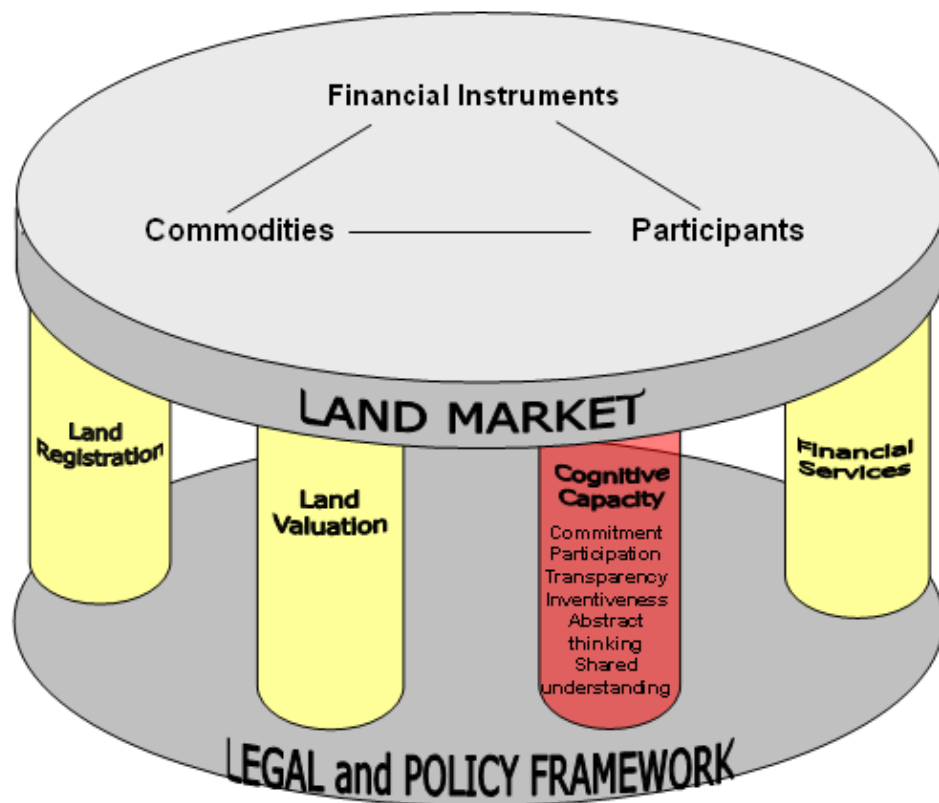 Financial Instruments
Commodities
Participants
LAND MARKET
Land
Registration
Land
Valuation
Cognitive
Capacity
Commitment
Participation
Transparency
Inventiveness
Abstract
thinking
Shared
understanding
Financial
Services
LEGAL and POLICY FRAMEWORK